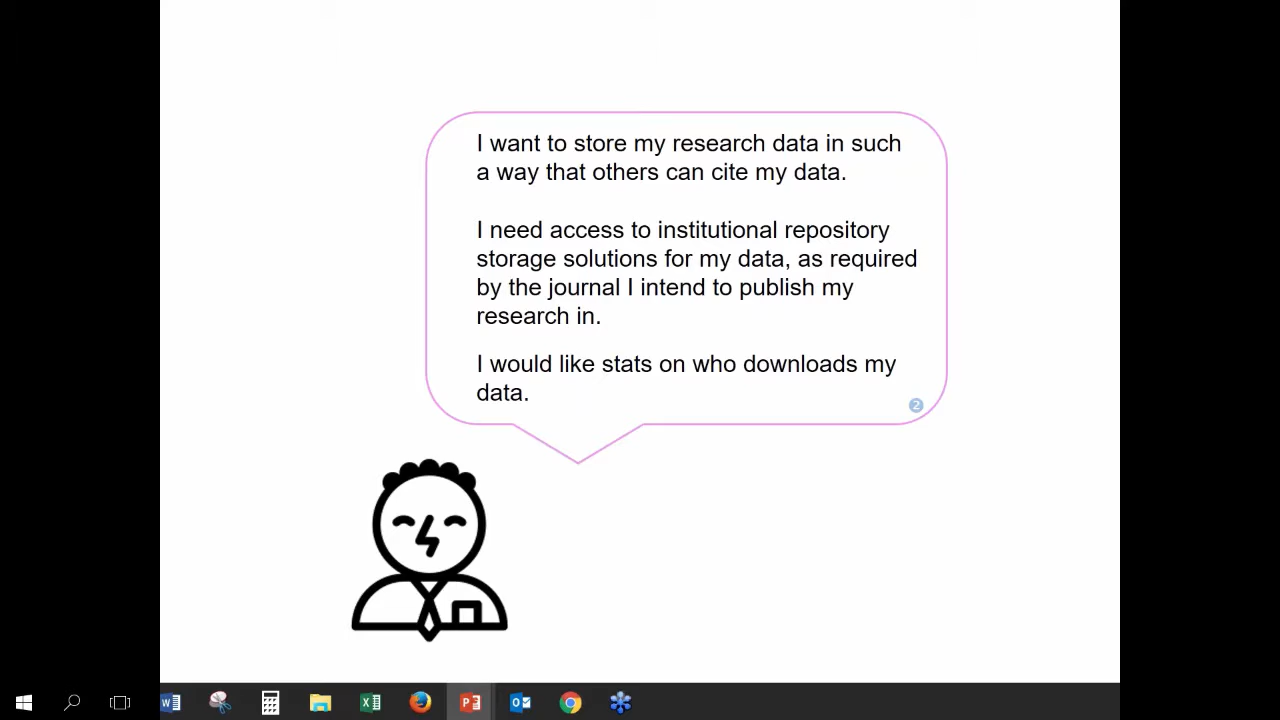 I want to store my research data in such
a way that others can cite my data.
I need access to institutional repository
storage solutions for my data, as required
by the journal I intend to publish my
research in.
I would like stats on who downloads my
data.
2